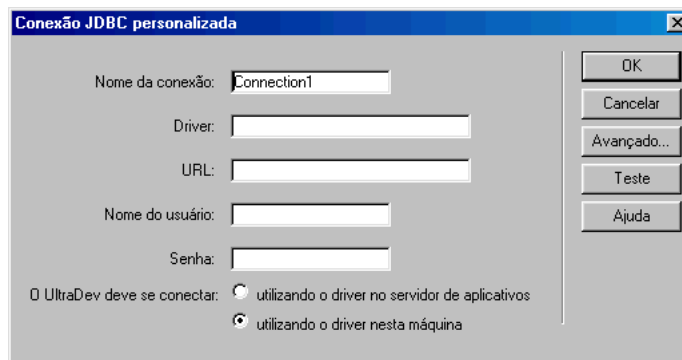 Conexão JDBC personalizada
Nome da conexão: Connection1
Driver:
URL:
Nome do usuário:
Senha:
O UltraDev deve se conectar: utilizando o driver no servidor de aplicativos
utilizando o driver nesta máquina
OK
Cancelar
Avançado...
Teste
Ajuda